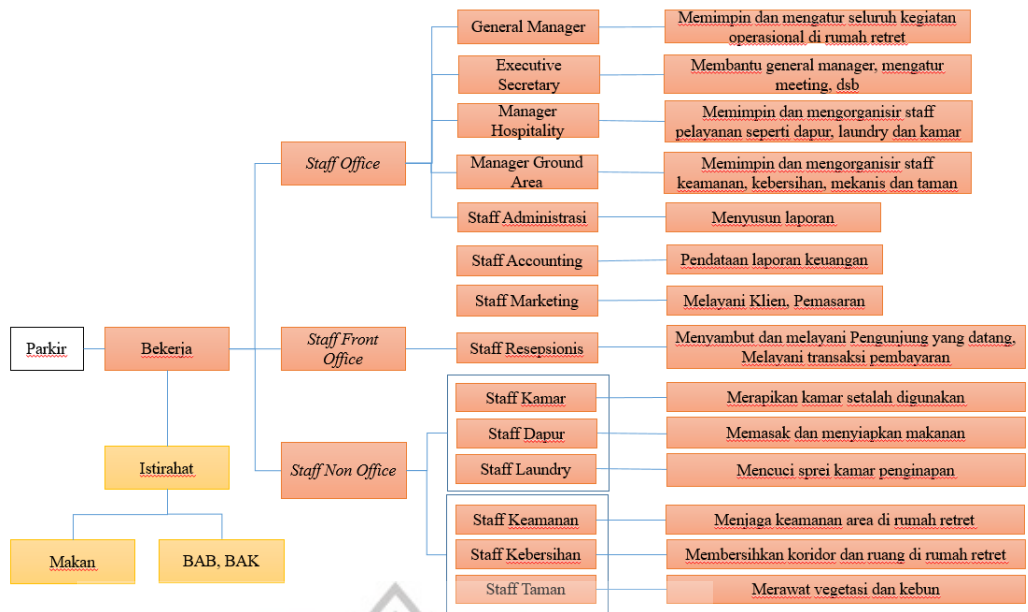 General Manager
Memimpin dan mengatur seluruh kegiatan
operasional di rumah retret
Executive
Secretary
Membantu general manager, mengatur
meeting, dsb
Manager
Hospitality
Memimpin dan mengorganisir staff
pelayanan seperti dapur, laundry dan kamar
Staff Office
Manager Ground
Area
Memimpin dan mengorganisir staff
keamanan, kebersihan, mekanis dan taman
Staff Administrasi
Menyusun laporan
Staff Accounting
Pendataan laporan keuangan
Staff Marketing
Melayani Klien, Pemasaran
Parkir
Bekerja
Staff Front
Office
Staff Resepsionis
Menyambut dan melayani Pengunjung yang datang,
Melayani transaksi pembayaran
Staff Kamar
Merapikan kamar setalah digunakan
Staff Dapur
Memasak dan menyiapkan makanan
Istirahat
Staff Non Office
Staff Laundry
Mencuci sprei kamar penginapan
Staff Keamanan
Menjaga keamanan area di rumah retret
Makan
BAB, BAK
Staff Kebersihan
Membersihkan koridor dan ruang di rumah retret
Staff Taman
Merawat vegetasi dan kebun